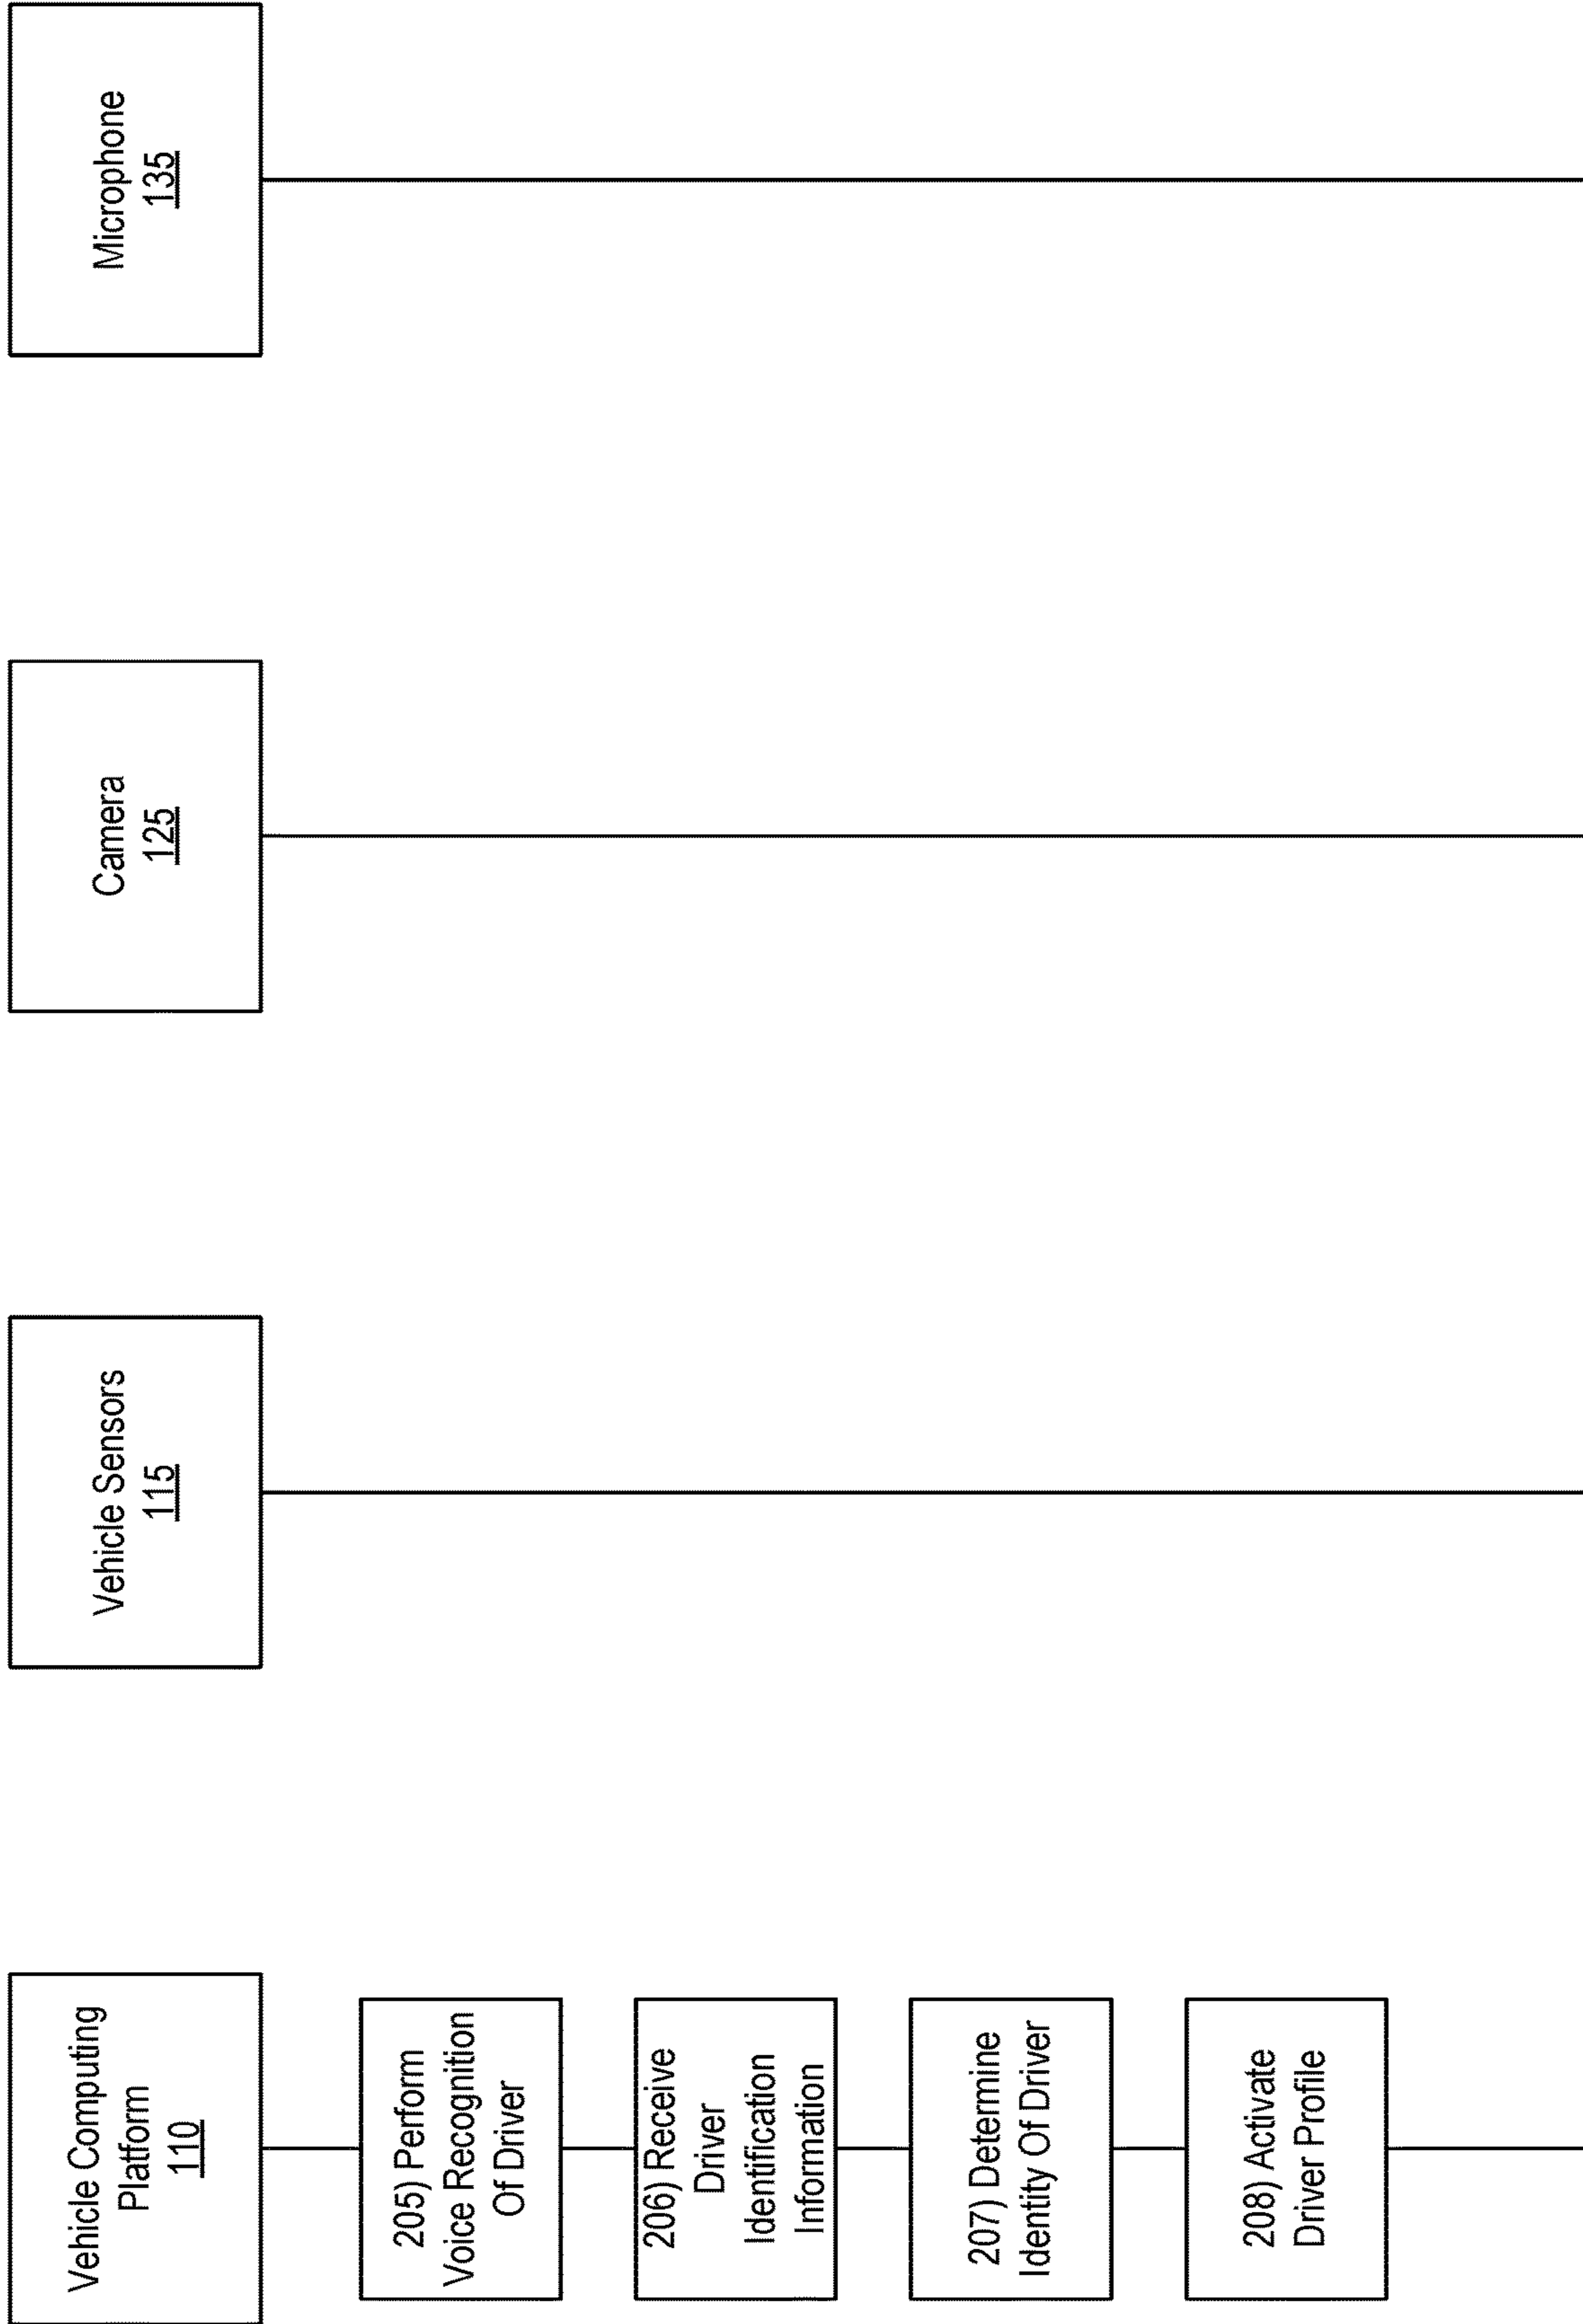 Vehicle Computing
Platform
110
Vehicle Sensors
115
Camera
125
Microphone
135
205) Perform
Voice Recognition
Of Driver
206) Receive
Driver
Identification
Information
207) Determine
Identity Of Driver
208) Activate
Driver Profile